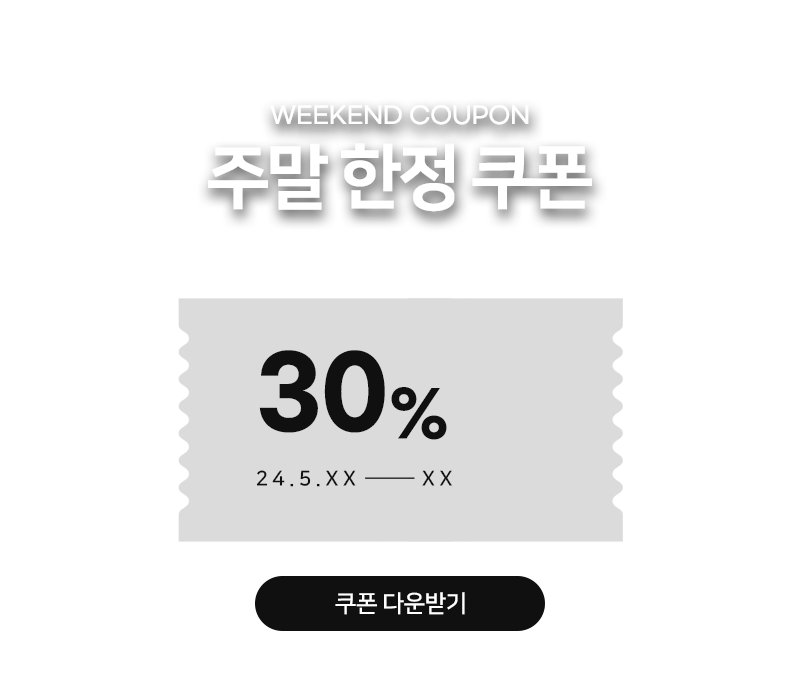 WEEKEND COUPON
주말 한정 쿠폰
30%
24.5.XX — XX
쿠폰 다운받기